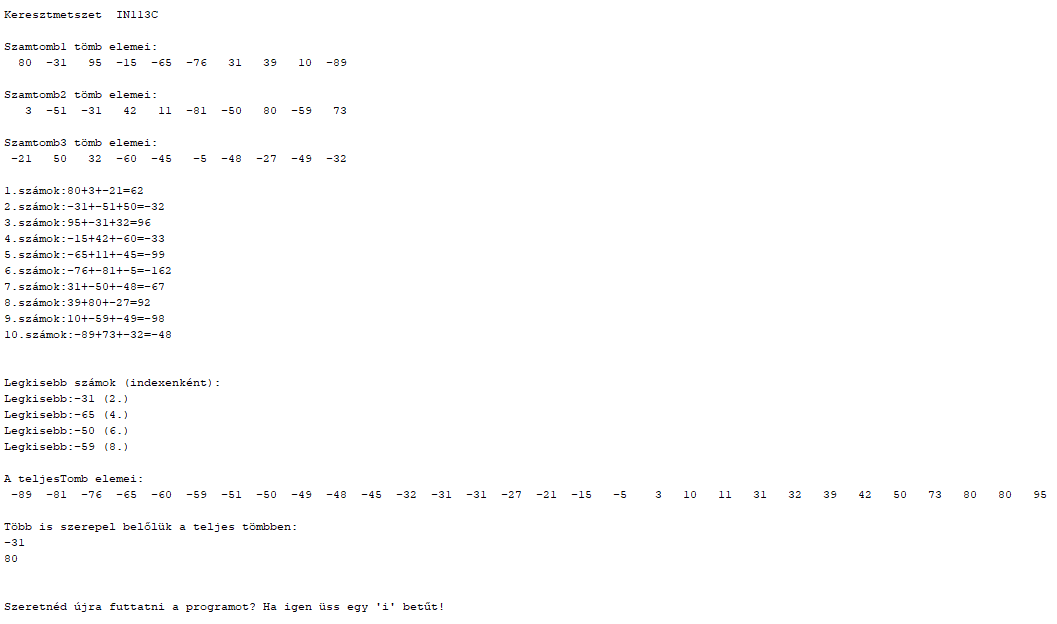 Keresztmetszet  IN113C
Szamtomb1 tömb elemei:
80  -31   95  -15  -65  -76   31   39   10  -89
Szamtomb2 tömb elemei:
3  -51  -31   42   11  -81  -50   80  -59   73
Szamtomb3 tömb elemei:
-21   50   32  -60  -45   -5  -48  -27  -49  -32
1.számok:80+3+-21=62
2.számok:-31+-51+50=-32
3.számok:95+-31+32=96
4.számok:-15+42+-60=-33
5.számok:-65+11+-45=-99
6.számok:-76+-81+-5=-162
7.számok:31+-50+-48=-67
8.számok:39+80+-27=92
9.számok:10+-59+-49=-98
10.számok:-89+73+-32=-48
Legkisebb számok (indexenként):
Legkisebb:-31 (2.)
Legkisebb:-65 (4.)
Legkisebb:-50 (6.)
Legkisebb:-59 (8.)
A teljesTomb elemei:
-89  -81  -76  -65  -60  -59  -51  -50  -49  -48  -45  -32  -31  -31  -27  -21  -15   -5    3   10   11   31   32   39   42   50   73   80   80   95
Több is szerepel belőlük a teljes tömbben:
-31
80
Szeretnéd újra futtatni a programot? Ha igen üss egy 'i' betűt!